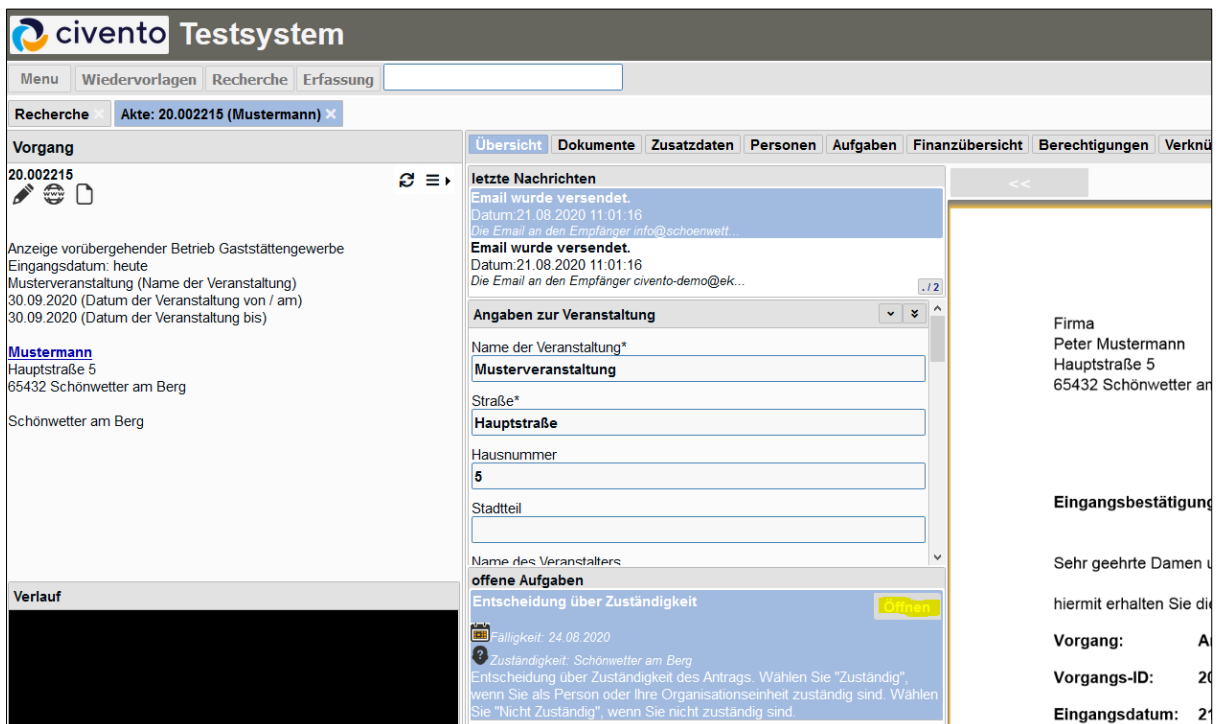 civento Testsystem
Menu Wiedervorlagen Recherche Erfassung
Recherche × Akte: 20.002215 (Mustermann) ×
Vorgang
20.002215
Anzeige vorübergehender Betrieb Gaststättengewerbe
Eingangsdatum: heute
Musterveranstaltung (Name der Veranstaltung)
30.09.2020 (Datum der Veranstaltung von / am)
30.09.2020 (Datum der Veranstaltung bis)
Mustermann
Hauptstraße 5
65432 Schönwetter am Berg
Schönwetter am Berg
Verlauf
Übersicht Dokumente Zusatzdaten Personen Aufgaben Finanzübersicht Berechtigungen Verknü
letzte Nachrichten
Email wurde versendet.
Datum:21.08.2020 11:01:16
Die Email an den Empfänger info@schoenwett...
Email wurde versendet.
Datum:21.08.2020 11:01:16
Die Email an den Empfänger civento-demo@ek...
. / 2
Angaben zur Veranstaltung
Name der Veranstaltung*
Musterveranstaltung
Straße*
Hauptstraße
Hausnummer
5
Stadtteil
Name des Veranstalters
offene Aufgaben
Entscheidung über Zuständigkeit Öffnen
Fälligkeit: 24.08.2020
Zuständigkeit: Schönwetter am Berg
Entscheidung über Zuständigkeit des Antrags. Wählen Sie "Zuständig",
wenn Sie als Person oder Ihre Organisationseinheit zuständig sind. Wählen
Sie "Nicht Zuständig", wenn Sie nicht zuständig sind.
<<
Firma
Peter Mustermann
Hauptstraße 5
65432 Schönwetter am
Eingangsbestätigung
Sehr geehrte Damen u
hiermit erhalten Sie die
Vorgang: A
Vorgangs-ID: 20
Eingangsdatum: 21